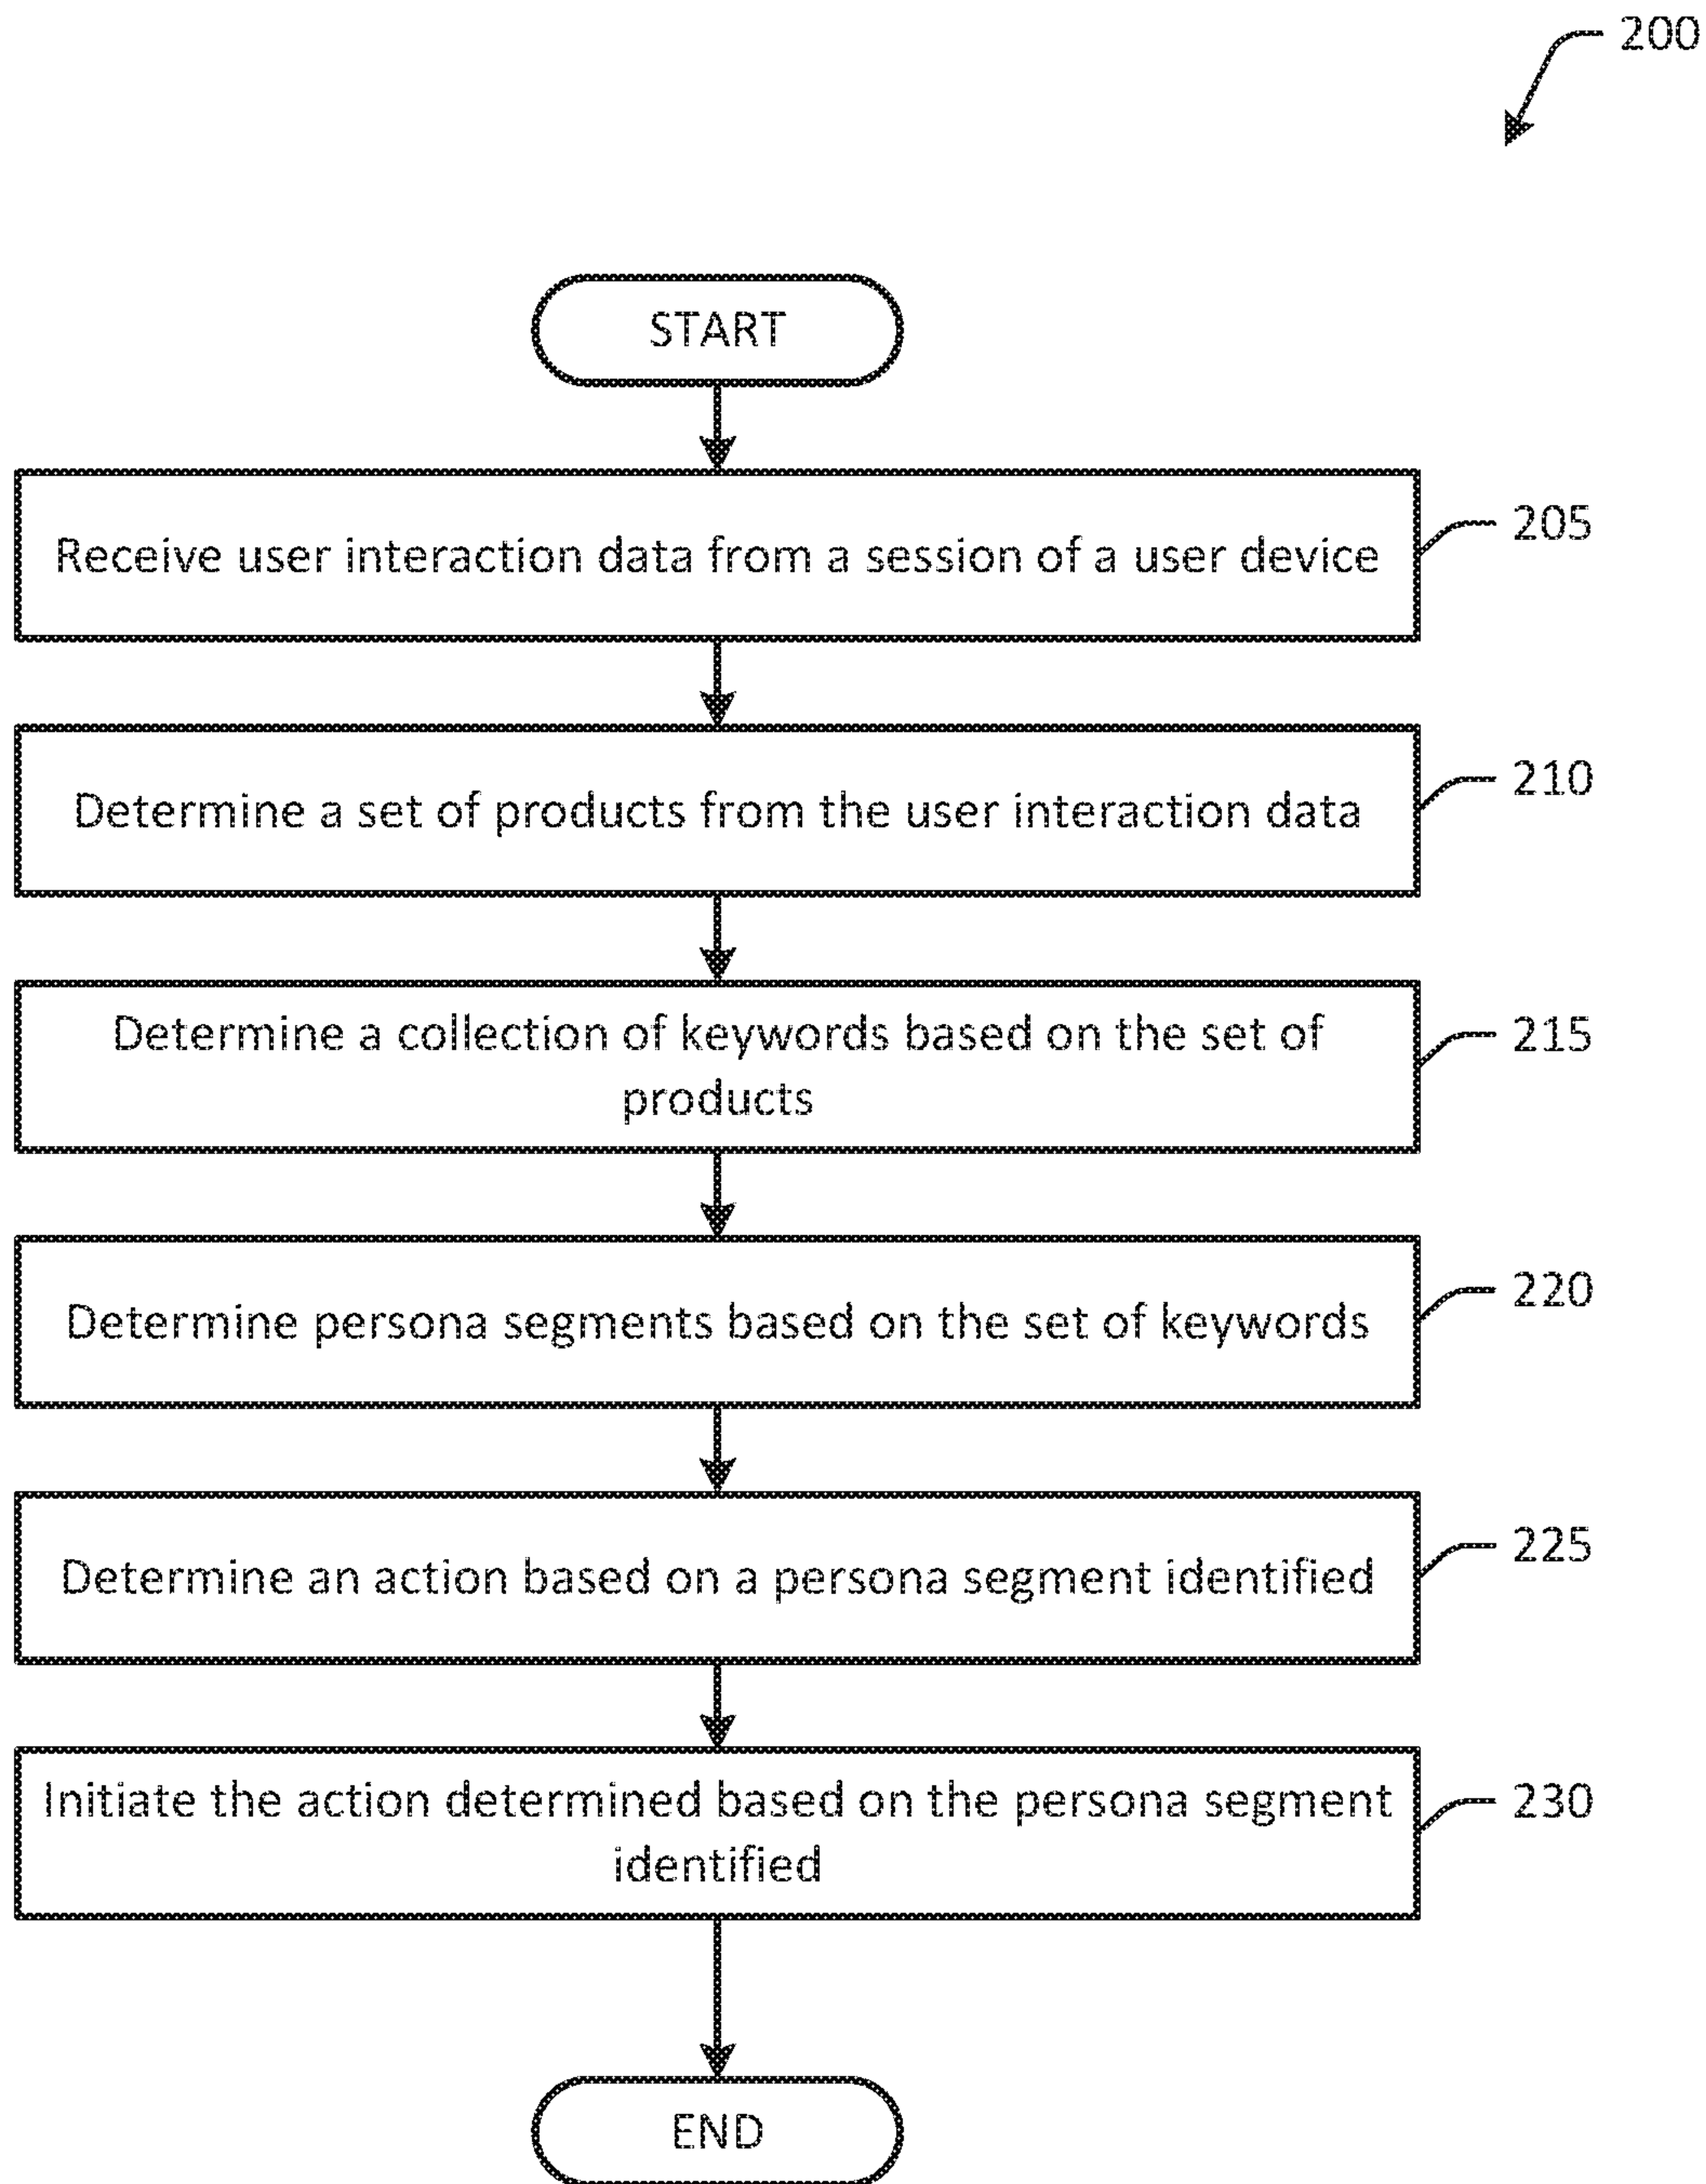 200
START
Receive user interaction data from a session of a user device
205
Determine a set of products from the user interaction data
210
Determine a collection of keywords based on the set of
products
215
Determine persona segments based on the set of keywords
220
Determine an action based on a persona segment identified
225
Initiate the action determined based on the persona segment
identified
230
END